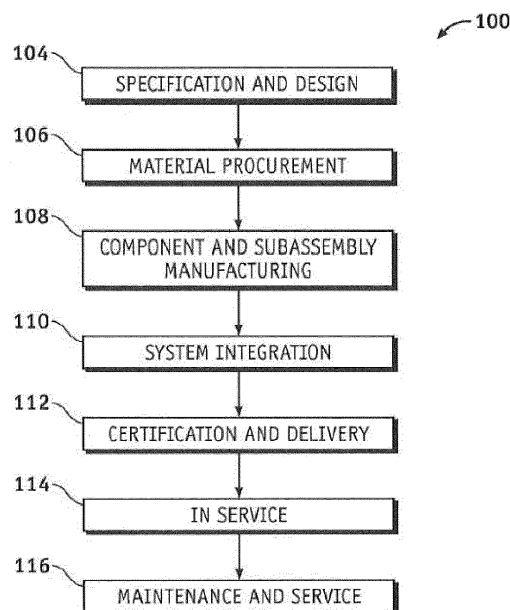 100
104
SPECIFICATION AND DESIGN
106
MATERIAL PROCUREMENT
108
COMPONENT AND SUBASSEMBLY
MANUFACTURING
110
SYSTEM INTEGRATION
112
CERTIFICATION AND DELIVERY
114
IN SERVICE
116
MAINTENANCE AND SERVICE